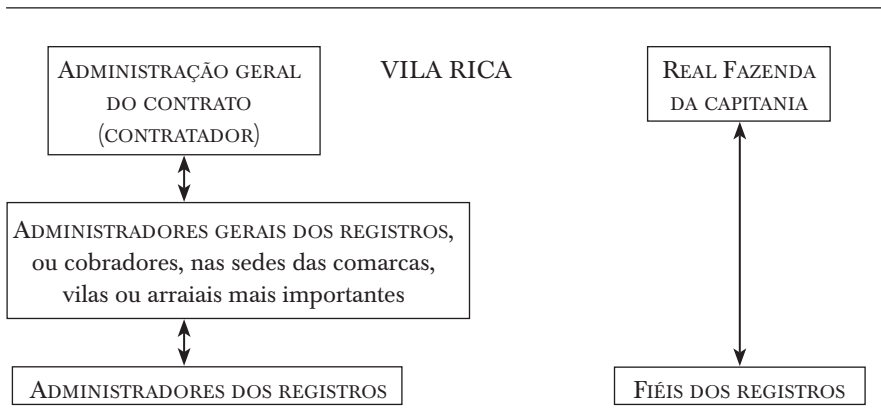 ADMINISTRAÇÃO GERAL
DO CONTRATO
(CONTRATADOR)
VILA RICA
REAL FAZENDA
DA CAPITANIA
ADMINISTRADORES GERAIS DOS REGISTROS,
ou cobradores, nas sedes das comarcas,
vilas ou arraiais mais importantes
ADMINISTRADORES DOS REGISTROS
FIÉIS DOS REGISTROS